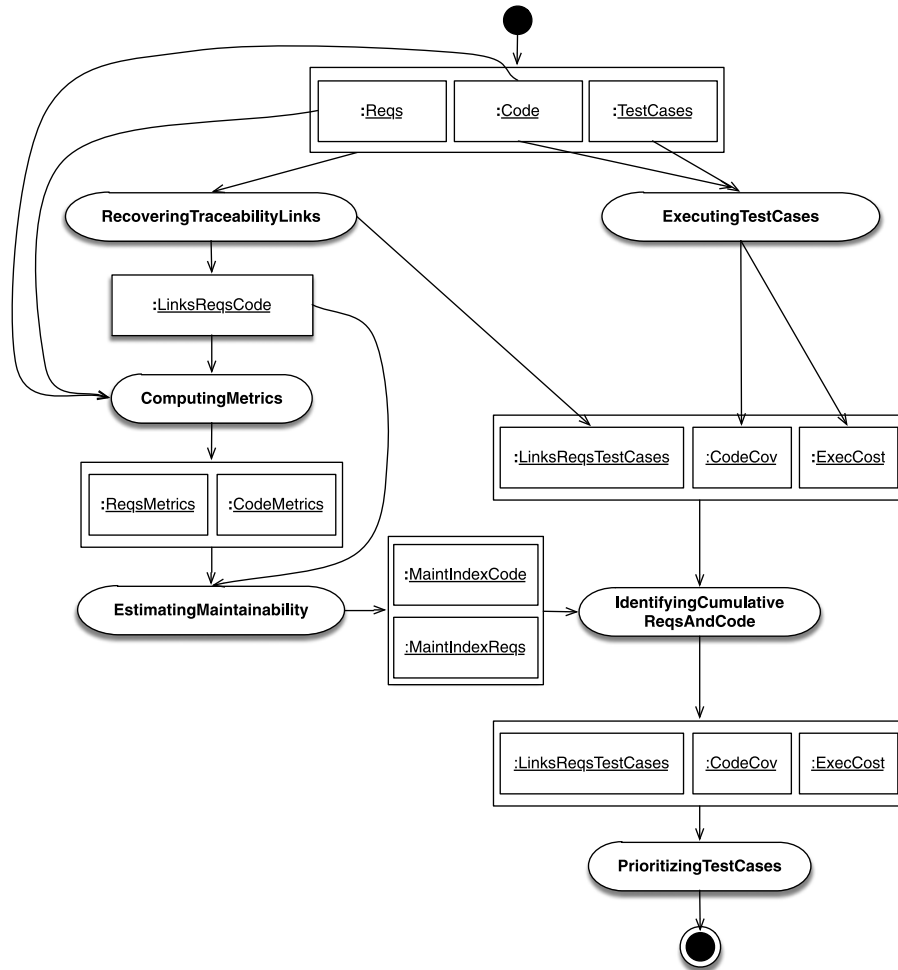 :Reqs
:Code
:TestCases
RecoveringTraceabilityLinks
ExecutingTestCases
:LinksReqsCode
ComputingMetrics
:LinksReqsTestCases
:CodeCov
:ExecCost
:ReqsMetrics
:CodeMetrics
:MaintIndexCode
EstimatingMaintainability
IdentifyingCumulative
ReqsAndCode
:MaintIndexReqs
:LinksReqsTestCases
:CodeCov
:ExecCost
PrioritizingTestCases